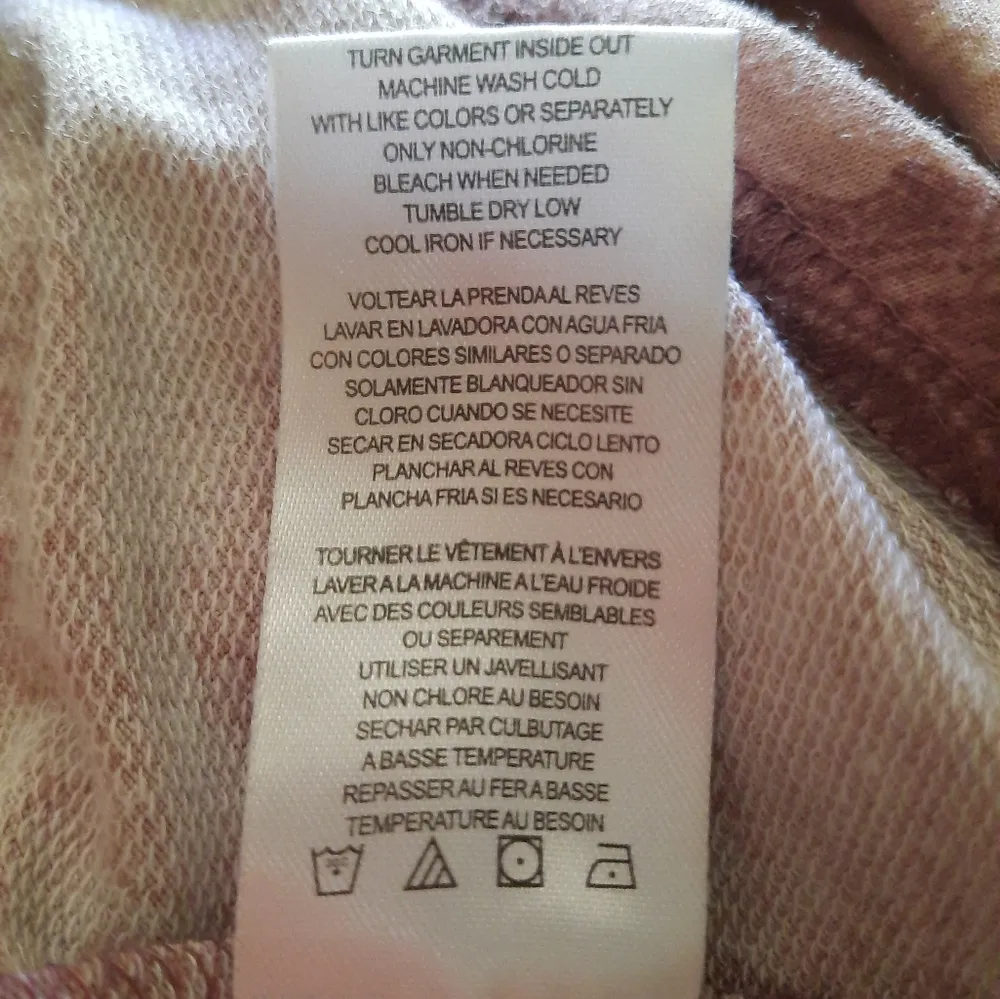 TURN GARMENT INSIDE OUT
MACHINE WASH COLD
WITH LIKE COLORS OR SEPARATELY
ONLY NON-CHLORINE
BLEACH WHEN NEEDED
TUMBLE DRY LOW
COOL IRON IF NECESSARY
VOLTEAR LA PRENDA AL REVES
LAVAR EN LAVADORA CON AGUA FRIA
CON COLORES SIMILARES O SEPARADO
SOLAMENTE BLANQUEADOR SIN
CLORO CUANDO SE NECESITE
SECAR EN SECADORA CICLO LENTO
PLANCHAR AL REVES CON
PLANCHA FRIA SI ES NECESARIO
TOURNER LE VÊTEMENT À L'ENVERS
LAVER A LA MACHINE A L'EAU FROIDE
AVEC DES COULEURS SEMBLABLES
OU SEPAREMENT
UTILISER UN JAVELLISANT
NON CHLORE AU BESOIN
SECHAR PAR CULBUTAGE
A BASSE TEMPERATURE
REPASSER AU FER A BASSE
TEMPERATURE AU BESOIN